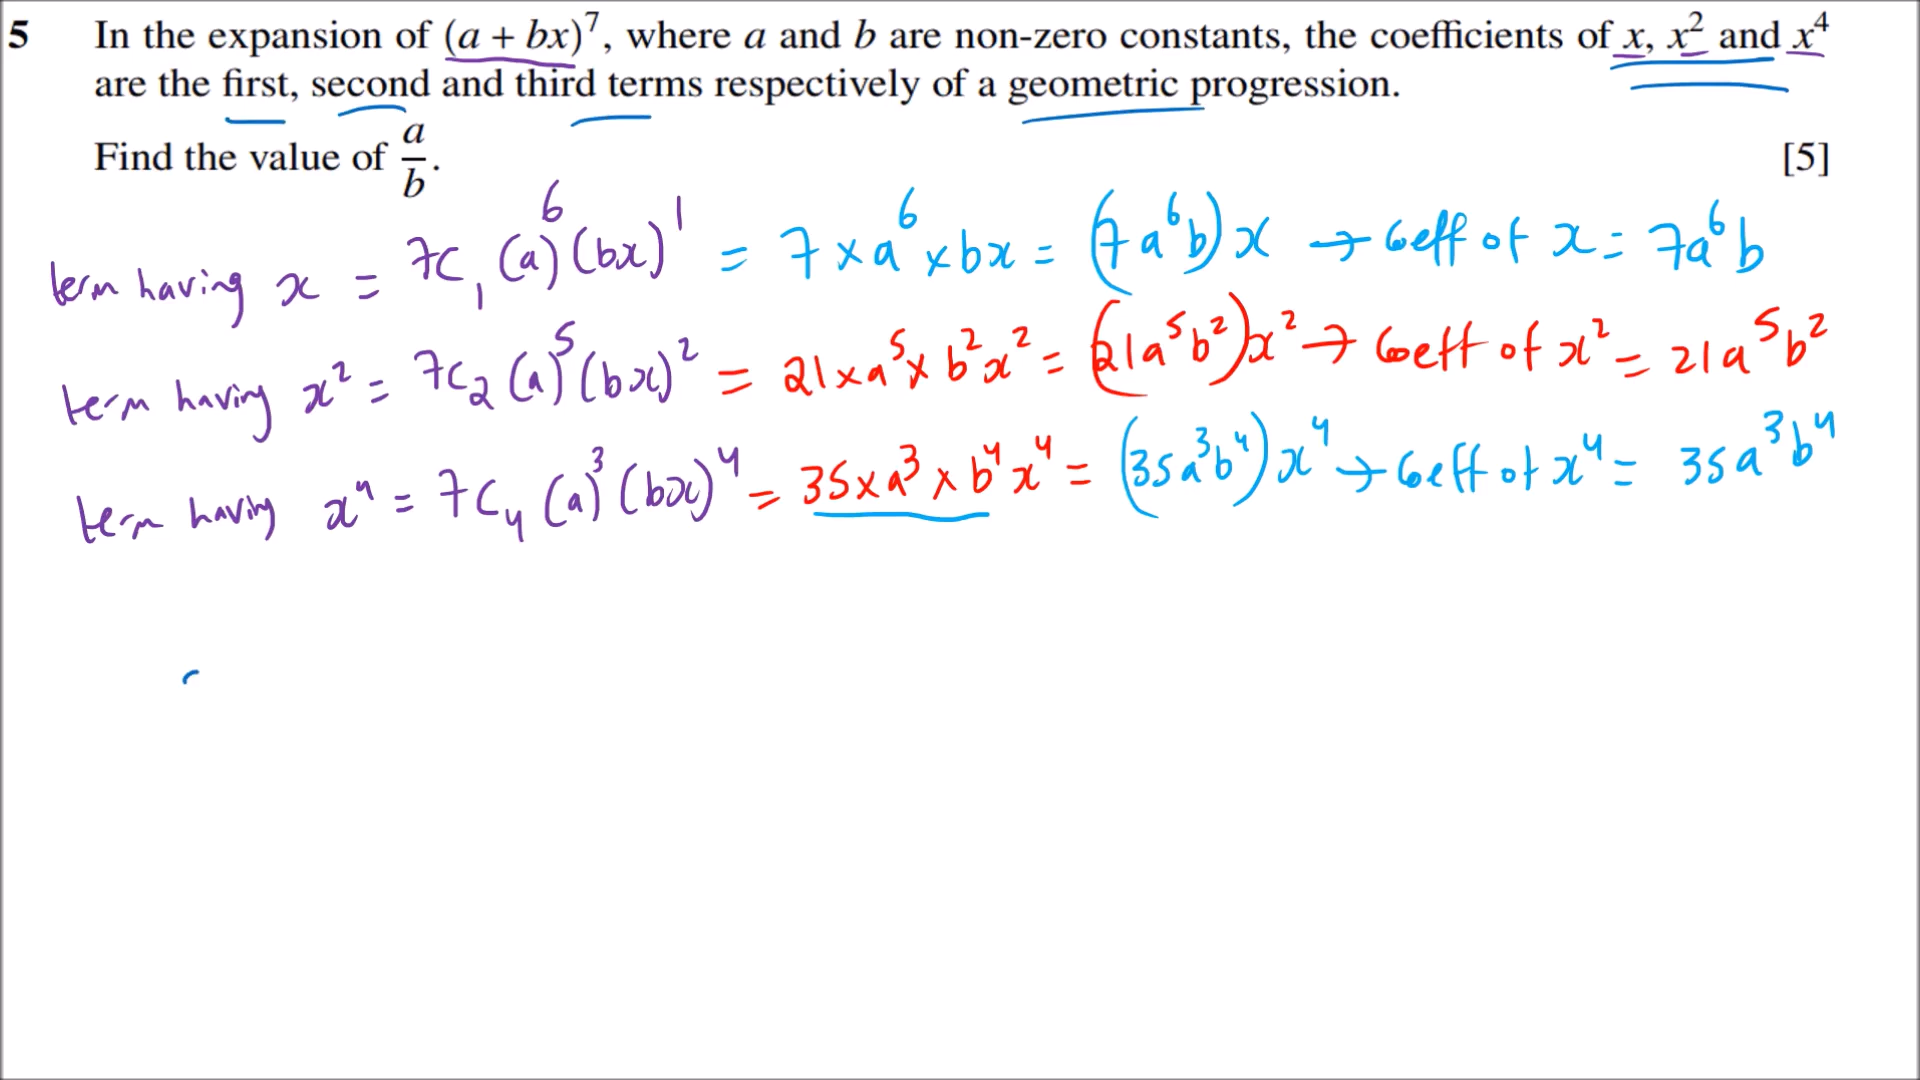 5 In the expansion of (a + bx)⁷, where a and b are non-zero constants, the coefficients of x, x² and x⁴
are the first, second and third terms respectively of a geometric progression.
Find the value of a/b. [5]
term having x = 7C₁ (a)⁶ (bx)¹ = 7 × a⁶ × bx = (7a⁶b)x → coeff of x = 7a⁶b
term having x² = 7C₂ (a)⁵ (bx)² = 21 × a⁵ × b²x² = (21a⁵b²)x² → coeff of x² = 21a⁵b²
term having x⁴ = 7C₄ (a)³ (bx)⁴ = 35 × a³ × b⁴x⁴ = (35a³b⁴)x⁴ → coeff of x⁴ = 35a³b⁴